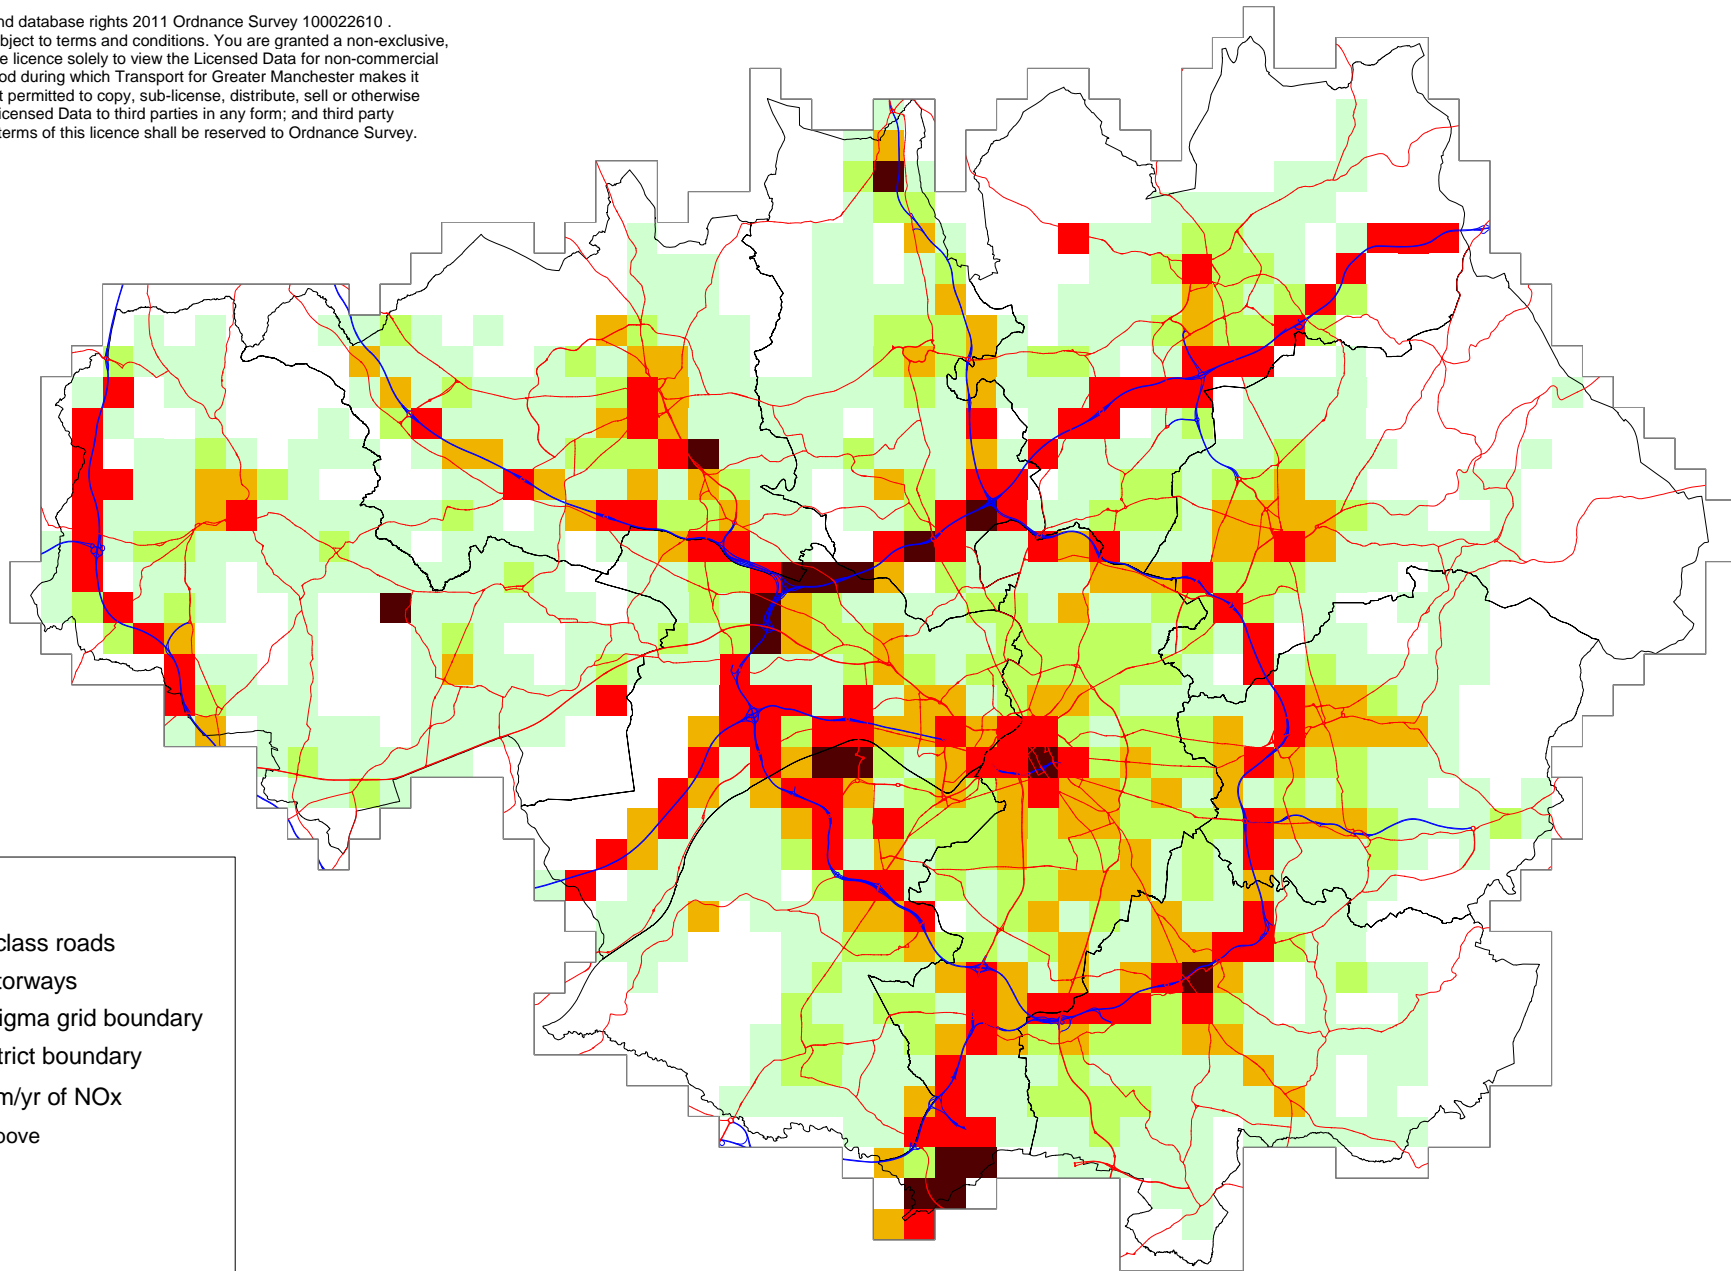 nd database rights 2011 Ordnance Survey 100022610 .
bject to terms and conditions. You are granted a non-exclusive,
e licence solely to view the Licensed Data for non-commercial
od during which Transport for Greater Manchester makes it
t permitted to copy, sub-license, distribute, sell or otherwise
icensed Data to third parties in any form; and third party
terms of this licence shall be reserved to Ordnance Survey.
class roads
torways
igma grid boundary
trict boundary
m/yr of NOx
bove